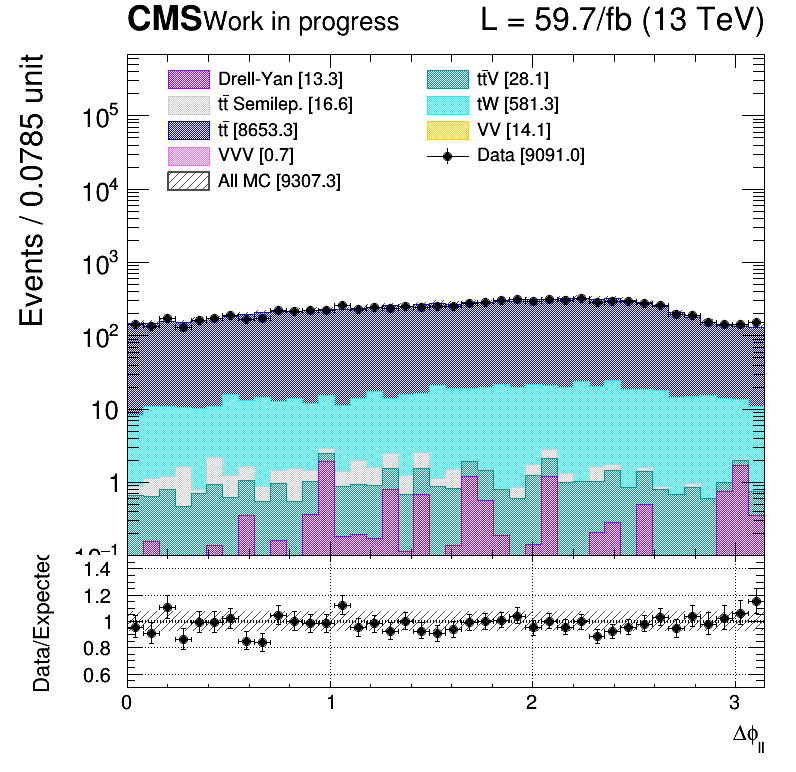 CMS Work in progress L = 59.7/fb (13 TeV)
Events / 0.0785 unit
Drell-Yan [13.3]
tt̄ Semilep. [16.6]
tt̄ [8653.3]
VVV [0.7]
All MC [9307.3]
tt̄V [28.1]
tW [581.3]
VV [14.1]
Data [9091.0]
10⁵
10⁴
10³
10²
10
1
10⁻¹
Data/Expected
1.4
1.2
1
0.8
0.6
0 1 2 3
Δϕ_ll